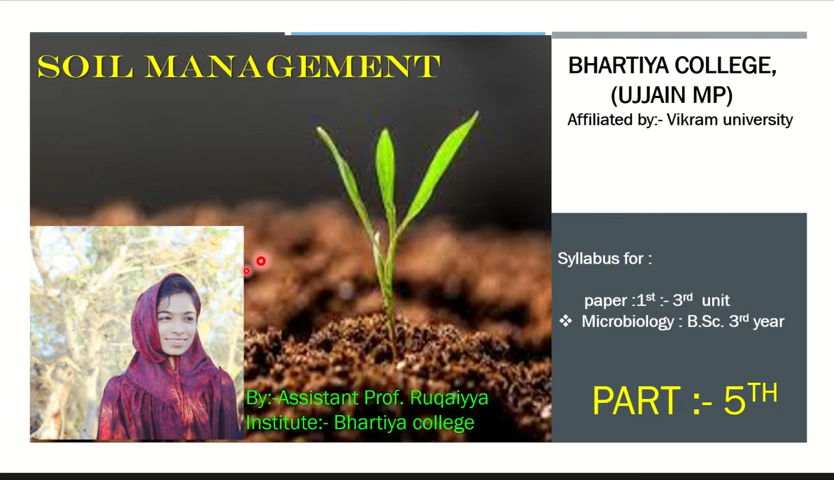 SOIL MANAGEMENT
By:-Assistant Prof. Ruqaiyya
Institute:- Bhartiya college
BHARTIYA COLLEGE,
(UJJAIN MP)
Affiliated by:- Vikram university
Syllabus for :
paper :1st :- 3rd unit
❖ Microbiology : B.Sc. 3rd year
PART :- 5TH